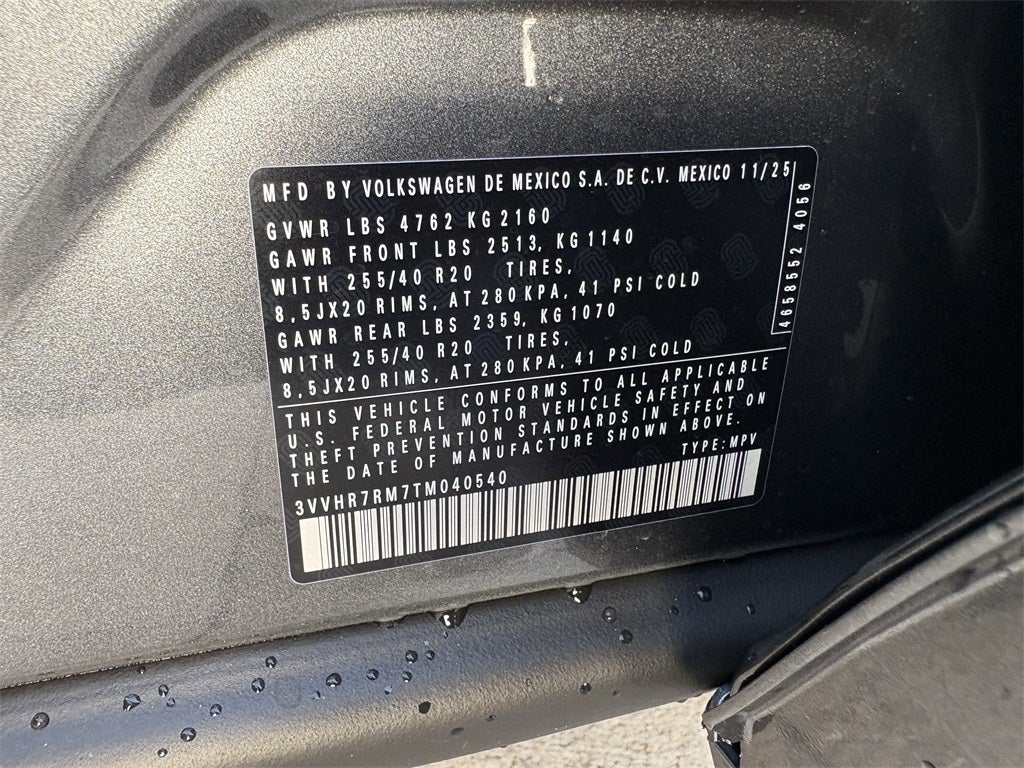 MFD BY VOLKSWAGEN DE MEXICO S.A. DE C.V. MEXICO 11/25
GVWR LBS 4762 KG 2160
GAWR FRONT LBS 2513, KG 1140
WITH 255/40 R20 TIRES,
8,5JX20 RIMS, AT 280 KPA, 41 PSI COLD
GAWR REAR LBS 2359, KG 1070
WITH 255/40 R20 TIRES,
8,5JX20 RIMS, AT 280 KPA, 41 PSI COLD
4658552 4056
THIS VEHICLE CONFORMS TO ALL APPLICABLE
U.S. FEDERAL MOTOR VEHICLE SAFETY AND
THEFT PREVENTION STANDARDS IN EFFECT ON
THE DATE OF MANUFACTURE SHOWN ABOVE.
TYPE: MPV
3VVHR7RM7TM040540